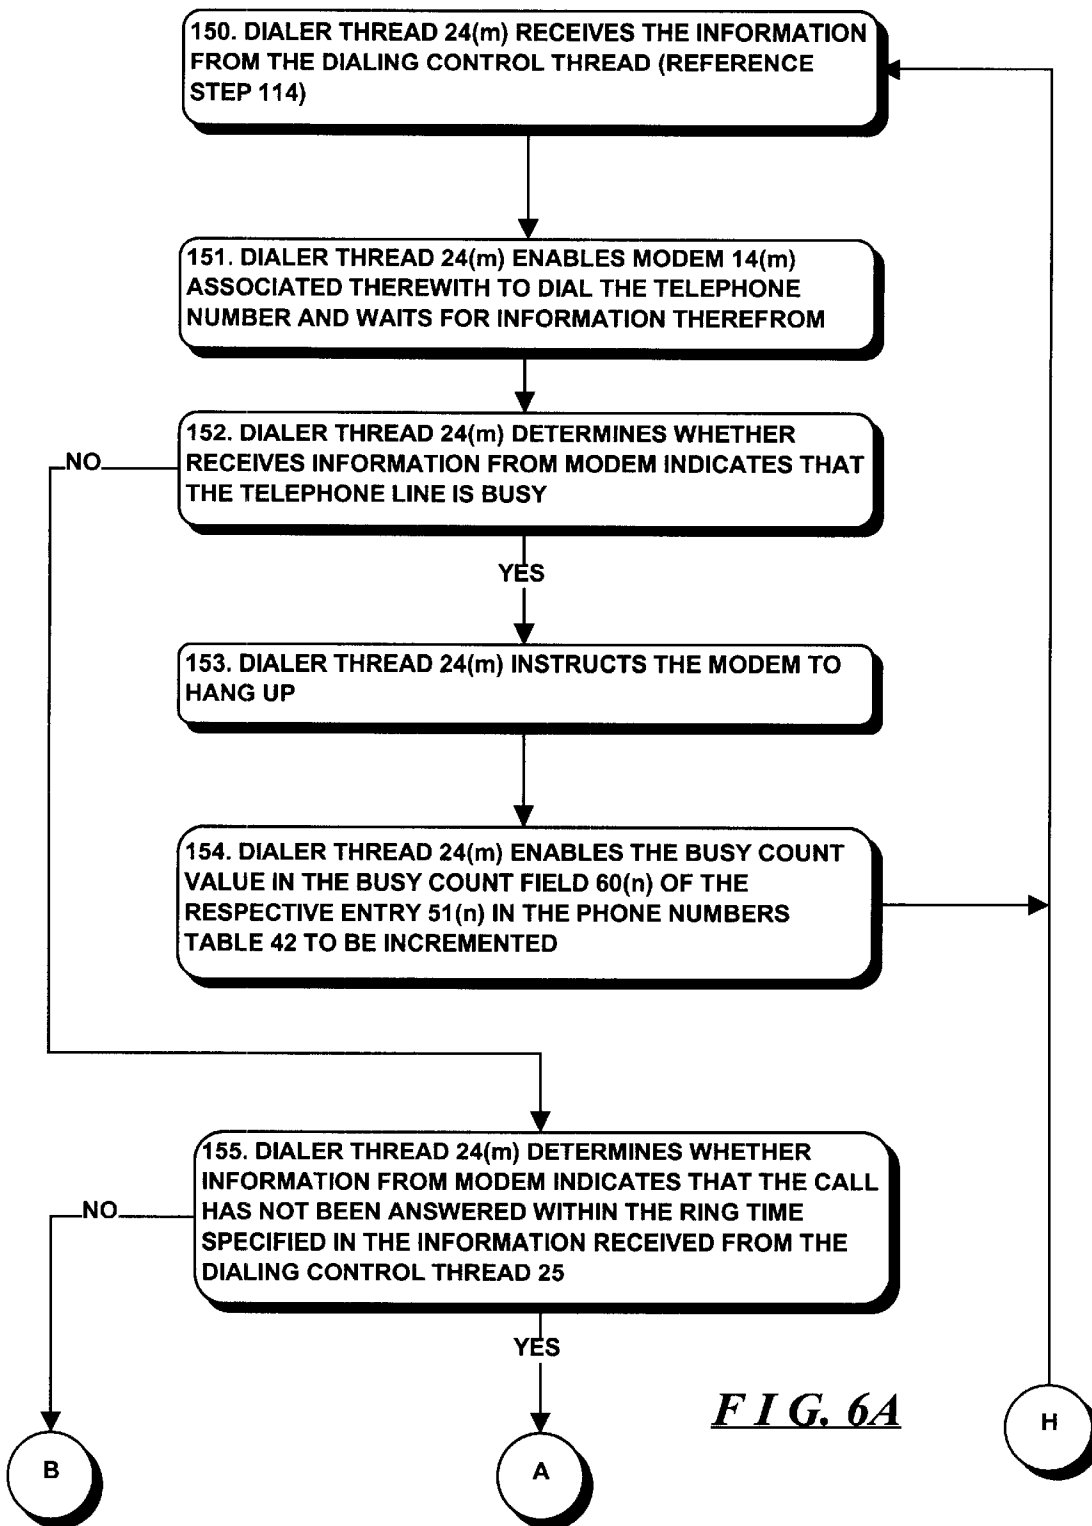 150. DIALER THREAD 24(m) RECEIVES THE INFORMATION
FROM THE DIALING CONTROL THREAD (REFERENCE
STEP 114)
151. DIALER THREAD 24(m) ENABLES MODEM 14(m)
ASSOCIATED THEREWITH TO DIAL THE TELEPHONE
NUMBER AND WAITS FOR INFORMATION THEREFROM
152. DIALER THREAD 24(m) DETERMINES WHETHER
RECEIVES INFORMATION FROM MODEM INDICATES THAT
THE TELEPHONE LINE IS BUSY
NO
YES
153. DIALER THREAD 24(m) INSTRUCTS THE MODEM TO
HANG UP
154. DIALER THREAD 24(m) ENABLES THE BUSY COUNT
VALUE IN THE BUSY COUNT FIELD 60(n) OF THE
RESPECTIVE ENTRY 51(n) IN THE PHONE NUMBERS
TABLE 42 TO BE INCREMENTED
155. DIALER THREAD 24(m) DETERMINES WHETHER
INFORMATION FROM MODEM INDICATES THAT THE CALL
HAS NOT BEEN ANSWERED WITHIN THE RING TIME
SPECIFIED IN THE INFORMATION RECEIVED FROM THE
DIALING CONTROL THREAD 25
NO
YES
B
A
F I G. 6A
H